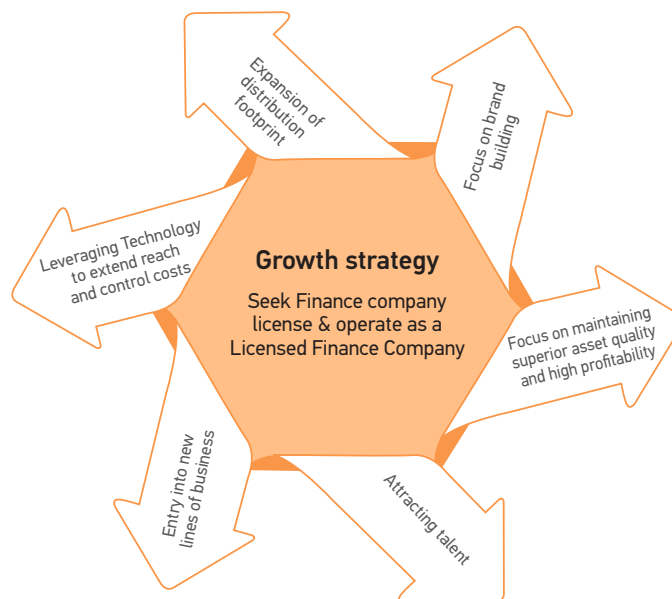 Expansion of
distribution
footprint
Focus on brand
building
Leveraging Technology
to extend reach
and control costs
Growth strategy
Seek Finance company
license & operate as a
Licensed Finance Company
Focus on maintaining
superior asset quality
and high profitability
Entry into new
lines of business
Attracting talent